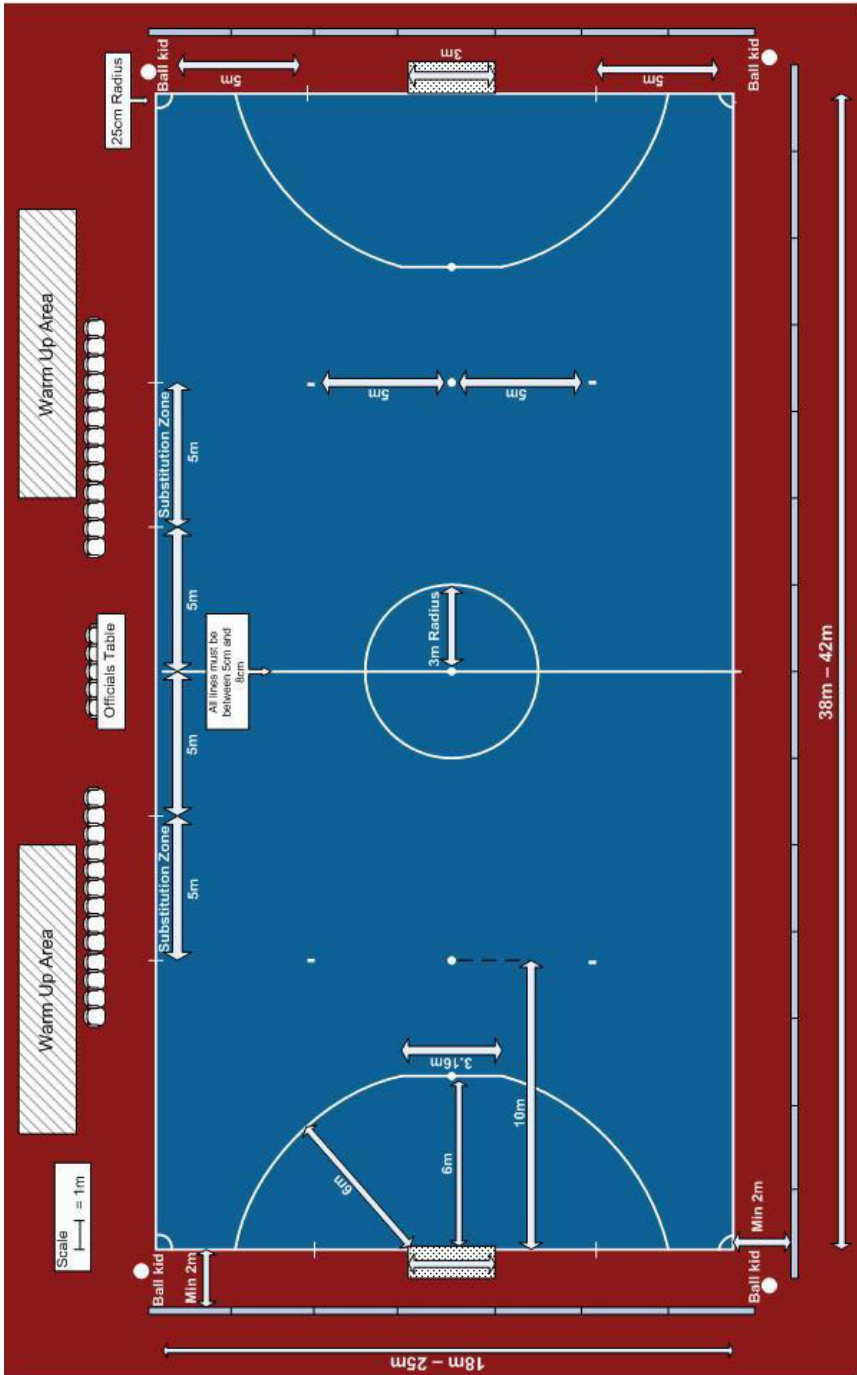 Scale
= 1m
Warm Up Area
Warm Up Area
25cm Radius
Officials Table
Ball kid
Ball kid
Min 2m
Substitution Zone
5m
5m
5m
Substitution Zone
5m
All lines must be
between 5cm and
8cm
5m
3m
5m
6m
6m
3.16m
10m
3m Radius
5m
5m
Ball kid
Min 2m
Ball kid
18m – 25m
38m – 42m